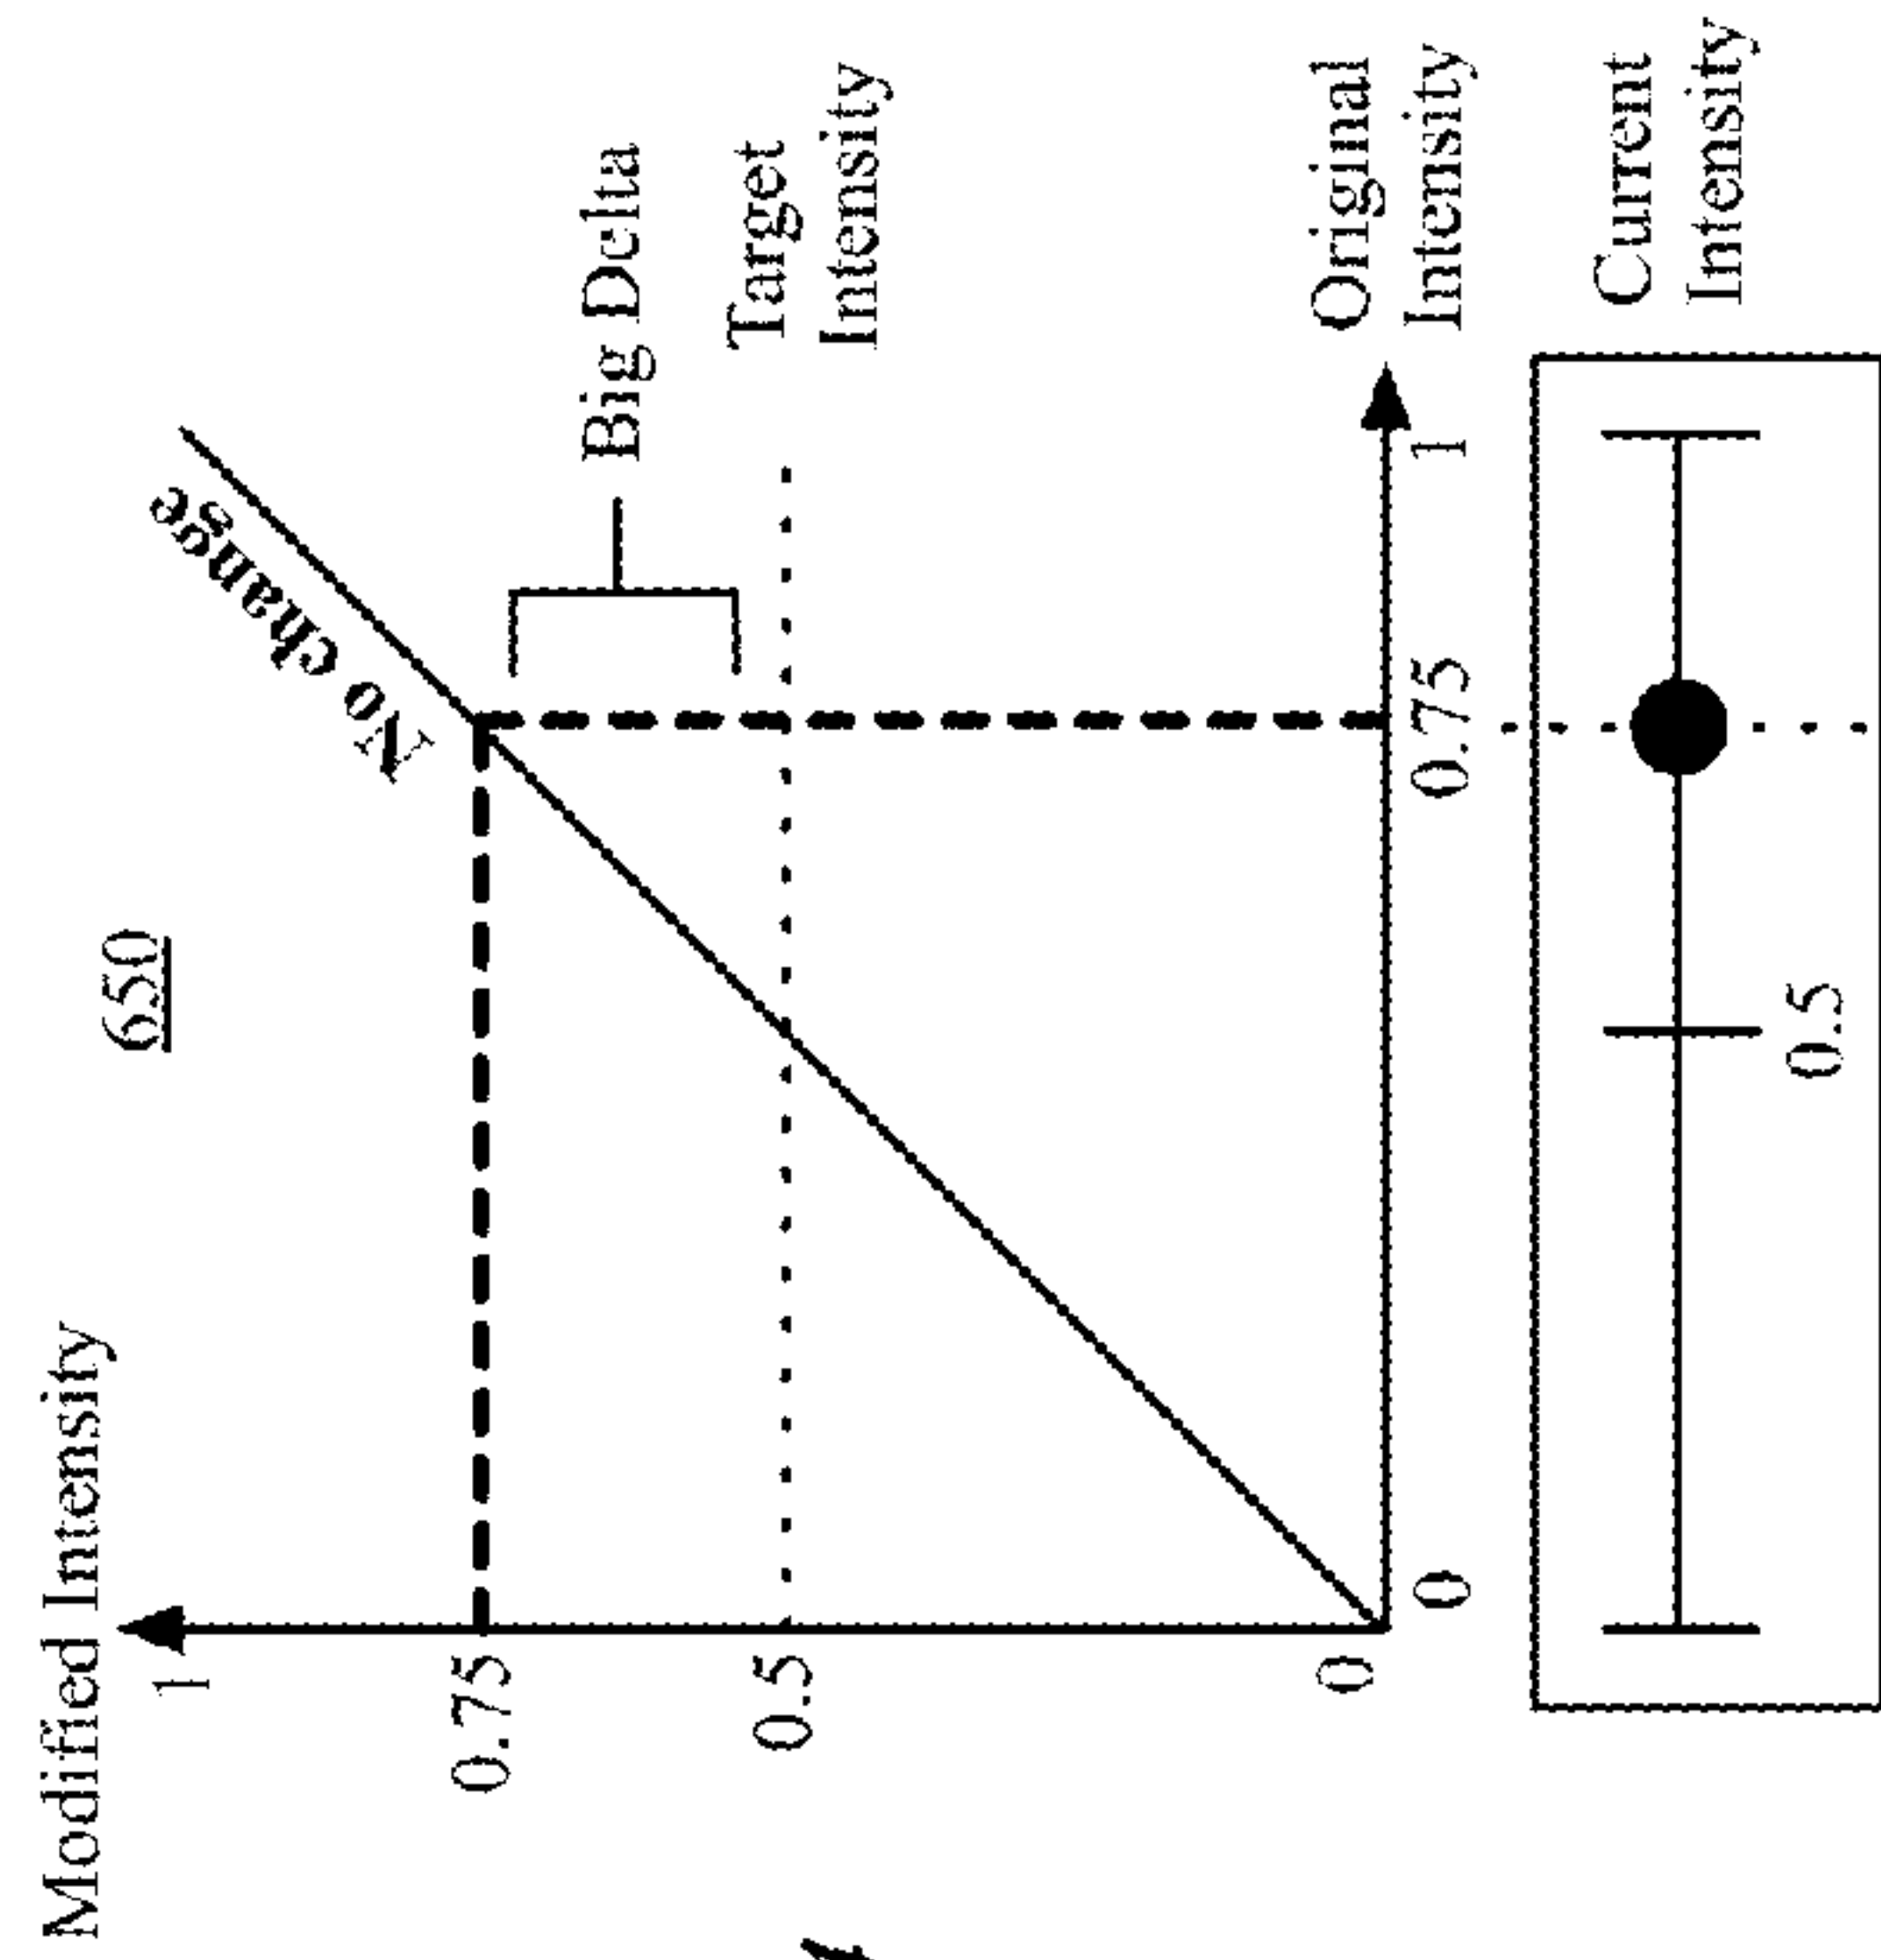 650
Modified Intensity
1
No change
0.75
Big Delta
0.5
Target
Intensity
0
0
0.75
1
Original
Intensity
0.5
Current
Intensity